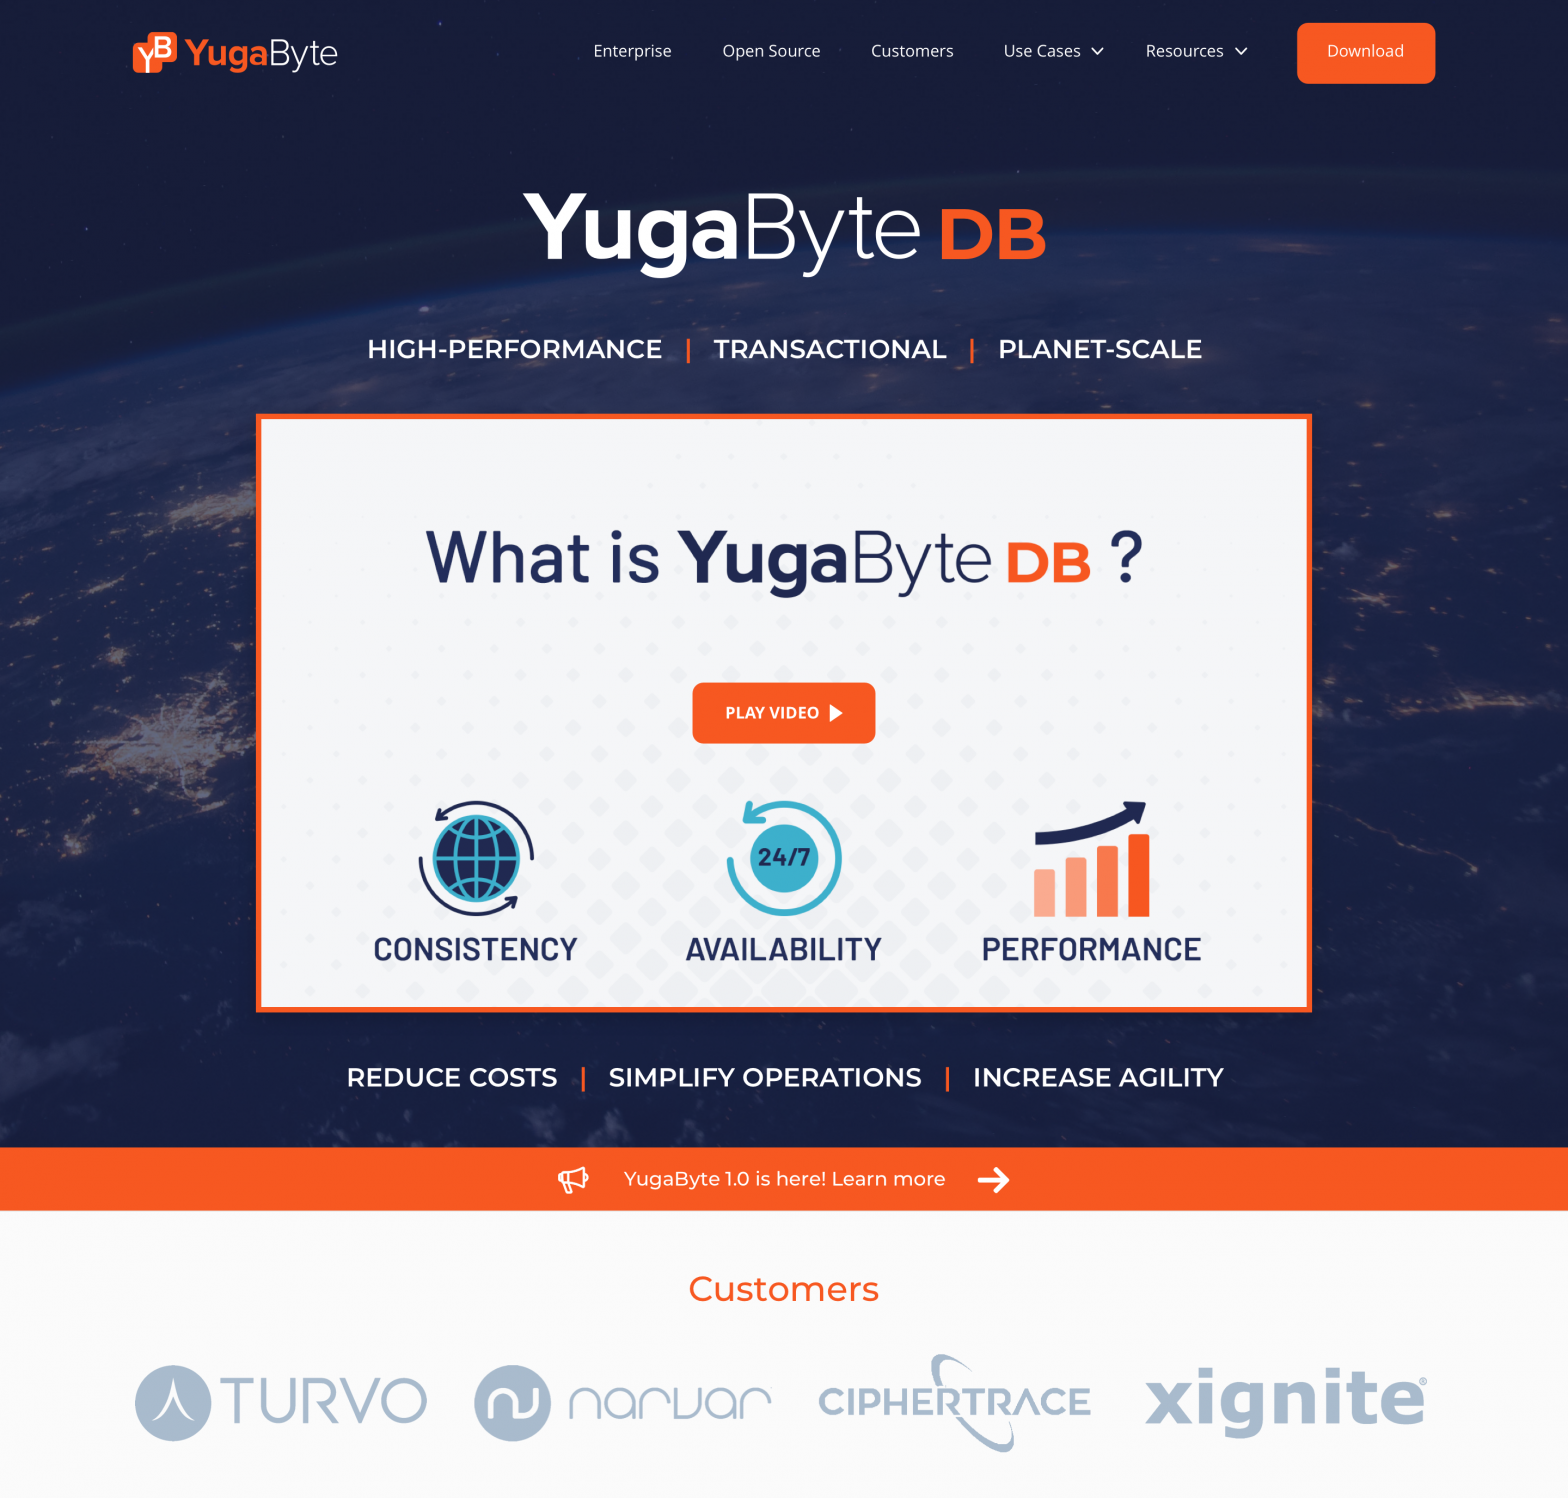 YB YugaByte
Enterprise Open Source Customers Use Cases Resources Download
YugaByte DB
HIGH-PERFORMANCE | TRANSACTIONAL | PLANET-SCALE
What is YugaByte DB ?
PLAY VIDEO
24/7
CONSISTENCY AVAILABILITY PERFORMANCE
REDUCE COSTS | SIMPLIFY OPERATIONS | INCREASE AGILITY
YugaByte 1.0 is here! Learn more
Customers
TURVO narvar CIPHERTRACE xignite®